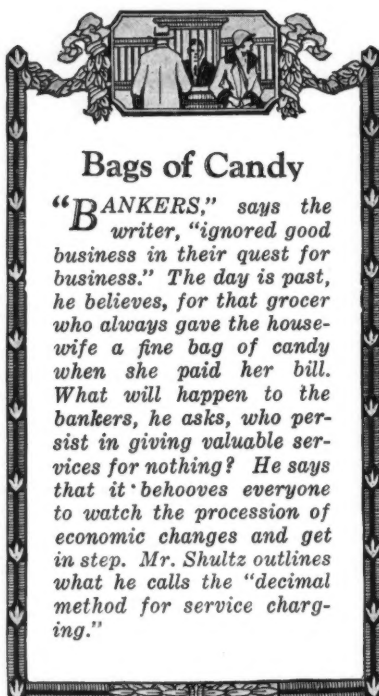 Bags of Candy
"BANKERS," says the
writer, "ignored good
business in their quest for
business." The day is past,
he believes, for that grocer
who always gave the house-
wife a fine bag of candy
when she paid her bill.
What will happen to the
bankers, he asks, who per-
sist in giving valuable ser-
vices for nothing? He says
that it behooves everyone
to watch the procession of
economic changes and get
in step. Mr. Shultz outlines
what he calls the "decimal
method for service charg-
ing."